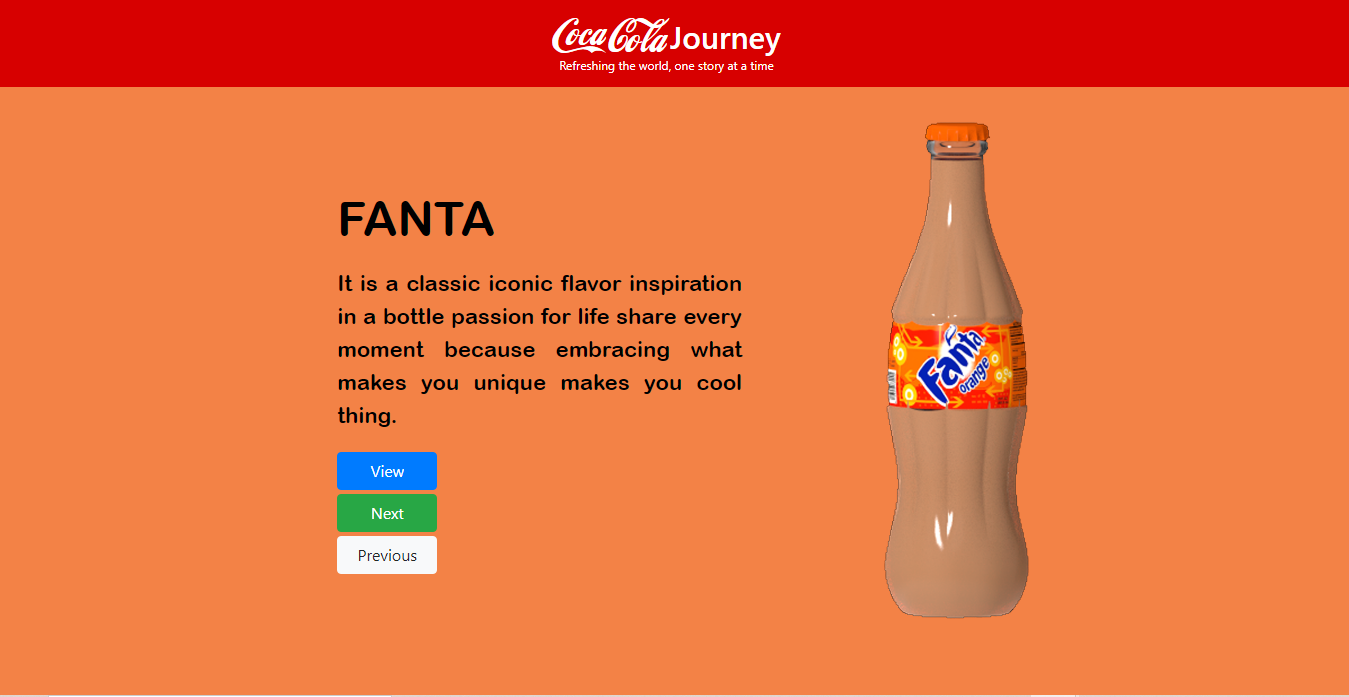 Coca Cola Journey
Refreshing the world, one story at a time
FANTA
It is a classic iconic flavor inspiration
in a bottle passion for life share every
moment because embracing what
makes you unique makes you cool
thing.
Fanta
orange
View
Next
Previous